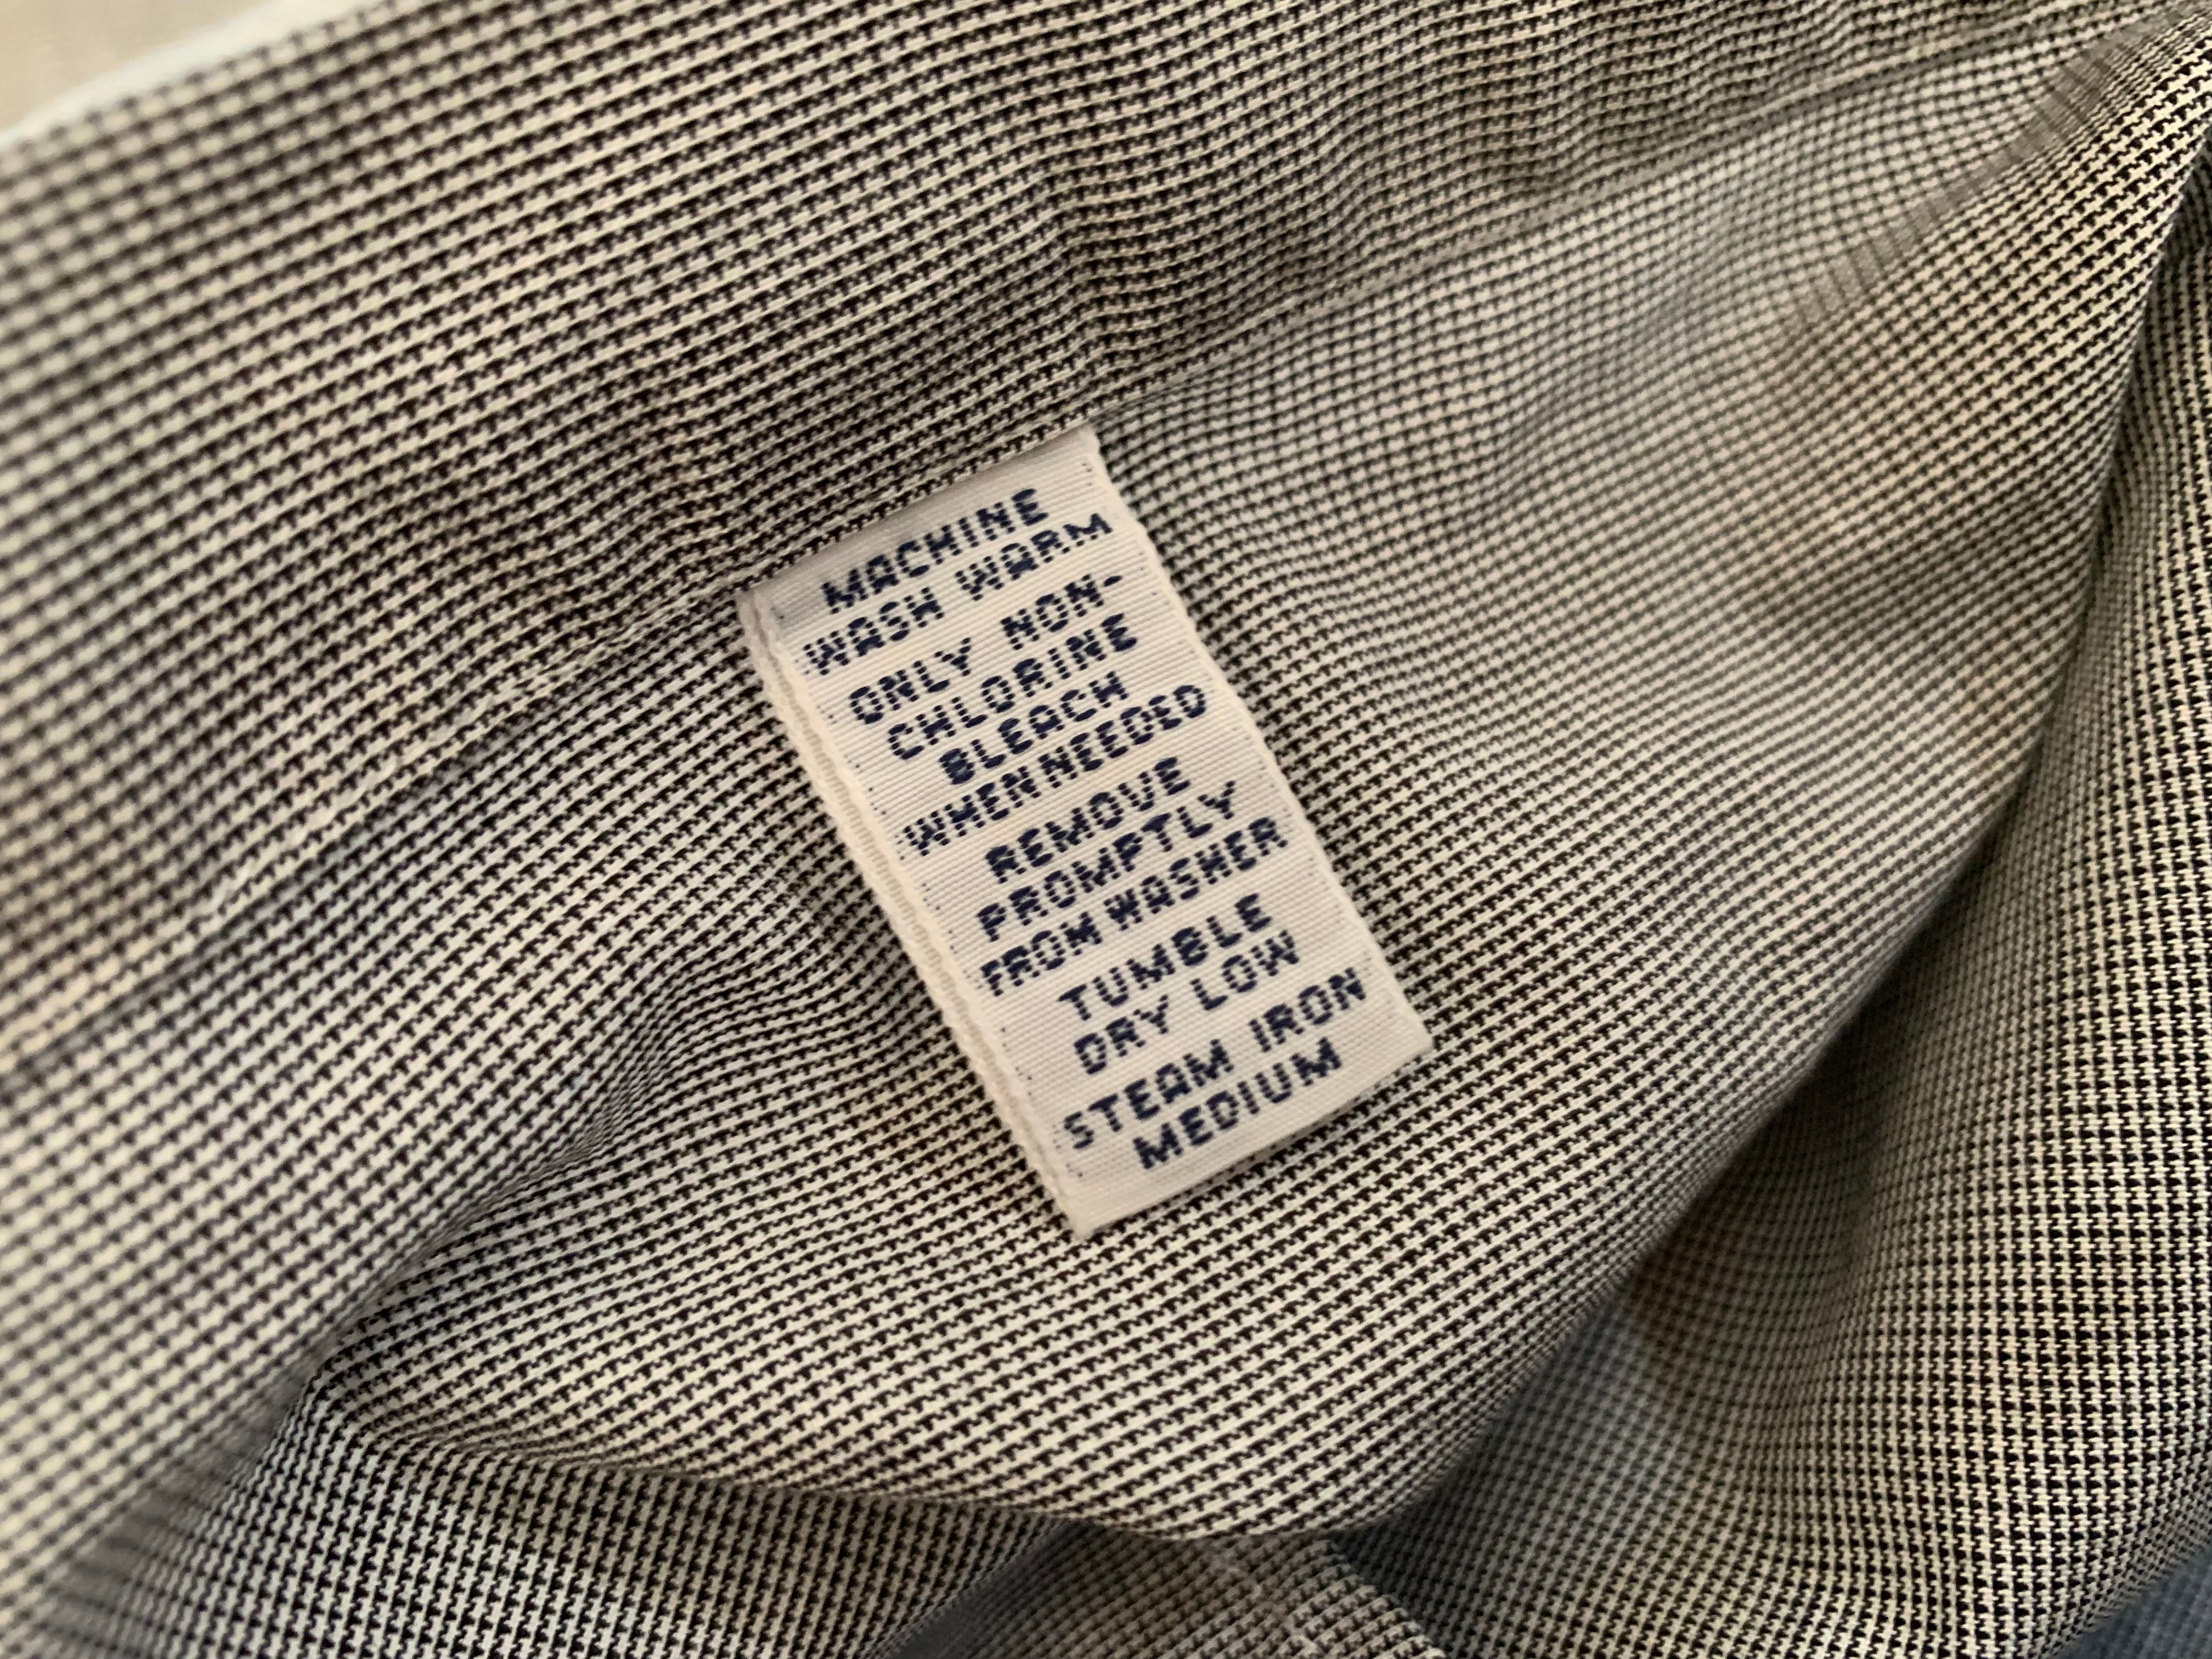 MACHINE
WASH WARM
ONLY NON-
CHLORINE
BLEACH
WHEN NEEDED
REMOVE
PROMPTLY
FROM WASHER
TUMBLE
DRY LOW
STEAM IRON
MEDIUM